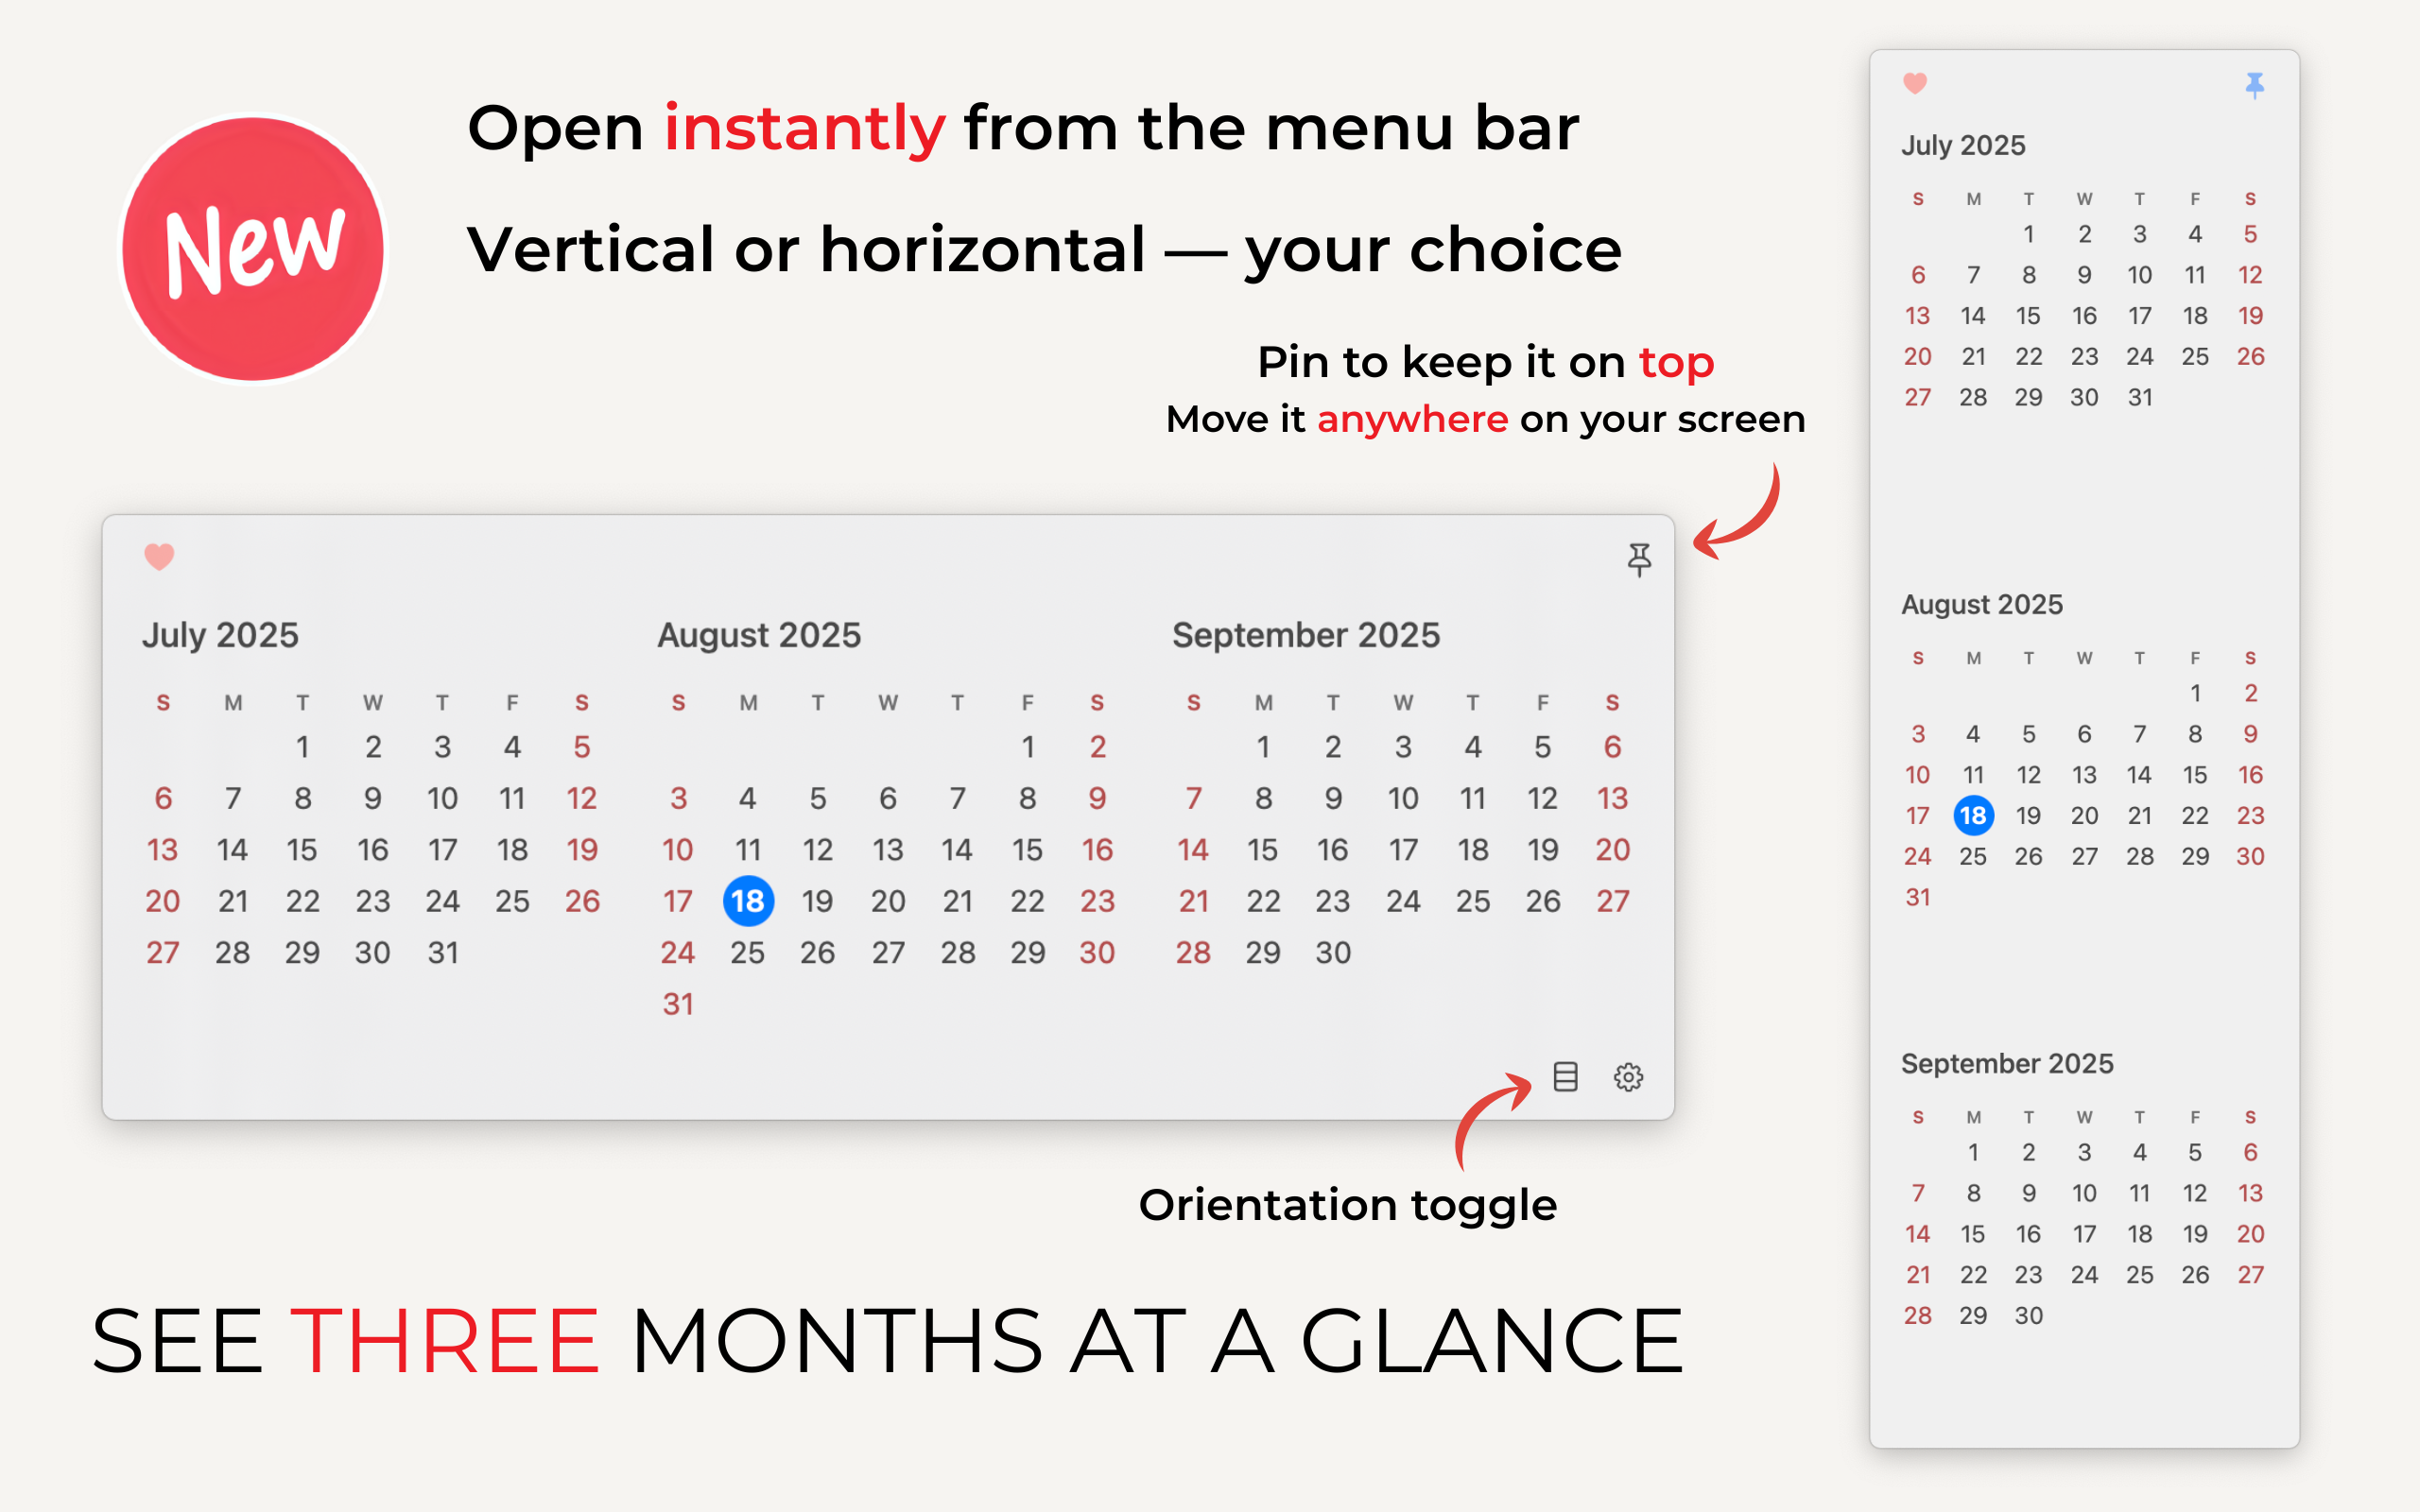 New
Open instantly from the menu bar
Vertical or horizontal — your choice
Pin to keep it on top
Move it anywhere on your screen
July 2025
S M T W T F S
1 2 3 4 5
6 7 8 9 10 11 12
13 14 15 16 17 18 19
20 21 22 23 24 25 26
27 28 29 30 31
August 2025
S M T W T F S
1 2
3 4 5 6 7 8 9
10 11 12 13 14 15 16
17 18 19 20 21 22 23
24 25 26 27 28 29 30
31
September 2025
S M T W T F S
1 2 3 4 5 6
7 8 9 10 11 12 13
14 15 16 17 18 19 20
21 22 23 24 25 26 27
28 29 30
Orientation toggle
SEE THREE MONTHS AT A GLANCE
July 2025
S M T W T F S
1 2 3 4 5
6 7 8 9 10 11 12
13 14 15 16 17 18 19
20 21 22 23 24 25 26
27 28 29 30 31
August 2025
S M T W T F S
1 2
3 4 5 6 7 8 9
10 11 12 13 14 15 16
17 18 19 20 21 22 23
24 25 26 27 28 29 30
31
September 2025
S M T W T F S
1 2 3 4 5 6
7 8 9 10 11 12 13
14 15 16 17 18 19 20
21 22 23 24 25 26 27
28 29 30